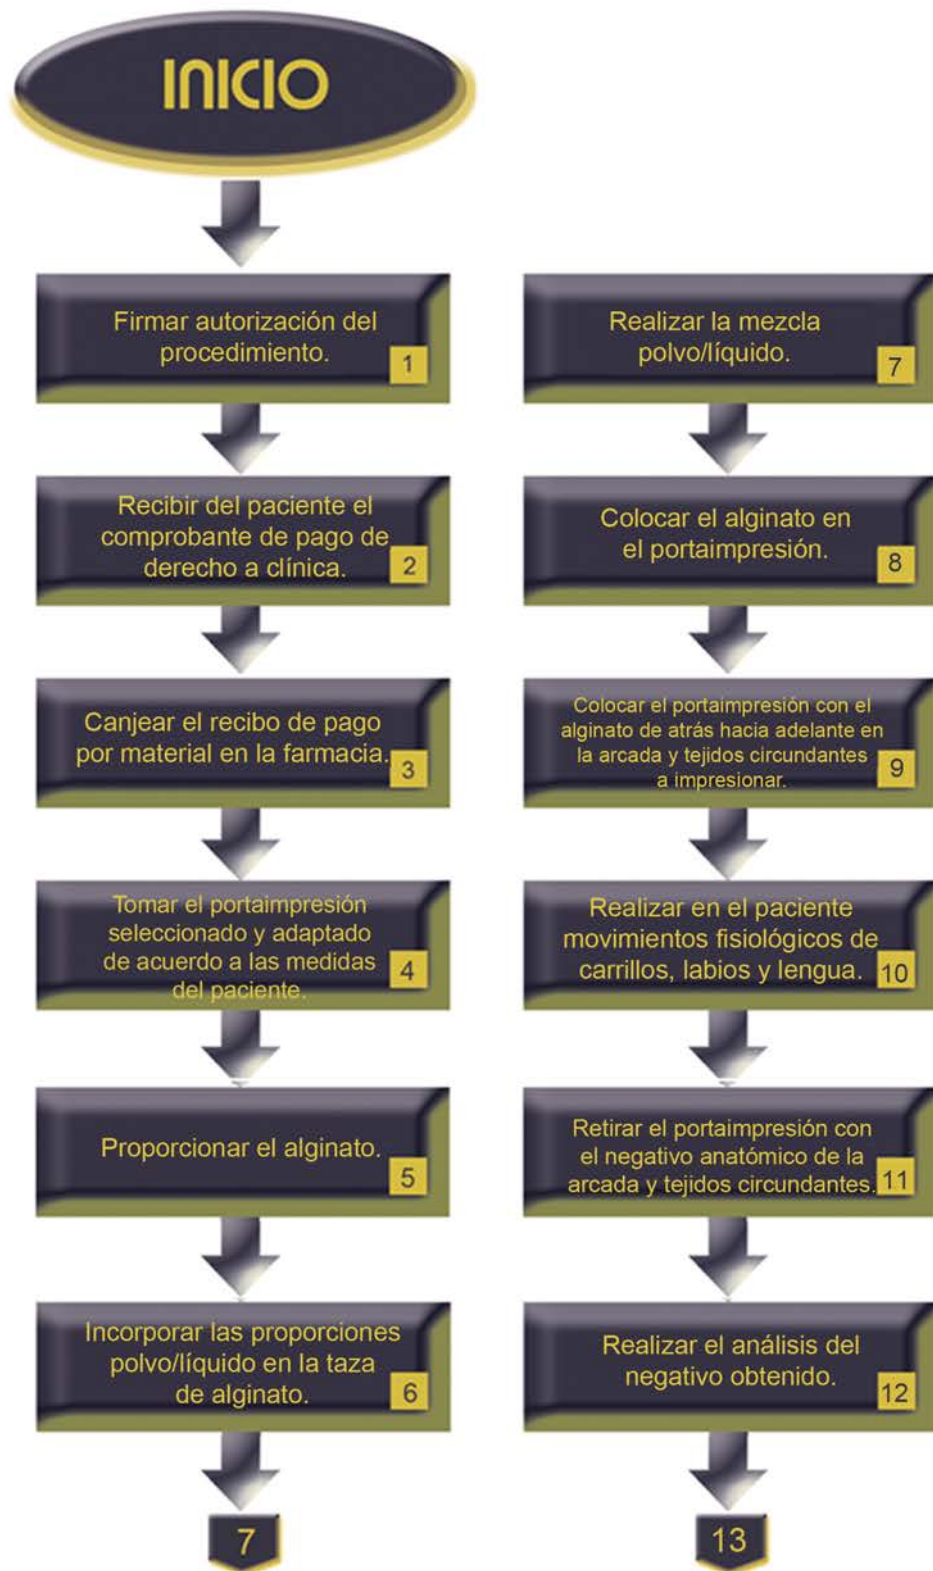 INICIO
Firmar autorización del
procedimiento.
1
Recibir del paciente el
comprobante de pago de
derecho a clínica.
2
Canjear el recibo de pago
por material en la farmacia.
3
Tomar el portaimpresión
seleccionado y adaptado
de acuerdo a las medidas
del paciente.
4
Proporcionar el alginato.
5
Incorporar las proporciones
polvo/líquido en la taza
de alginato.
6
7
Realizar la mezcla
polvo/líquido.
7
Colocar el alginato en
el portaimpresión.
8
Colocar el portaimpresión con el
alginato de atrás hacia adelante en
la arcada y tejidos circundantes
a impresionar.
9
Realizar en el paciente
movimientos fisiológicos de
carrillos, labios y lengua.
10
Retirar el portaimpresión con
el negativo anatómico de la
arcada y tejidos circundantes.
11
Realizar el análisis del
negativo obtenido.
12
13